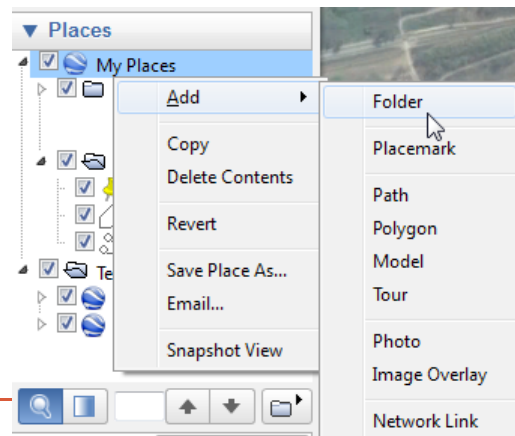 Places
My Places
Add
Copy
Delete Contents
Revert
Save Place As...
Email...
Snapshot View
Te
Folder
Placemark
Path
Polygon
Model
Tour
Photo
Image Overlay
Network Link